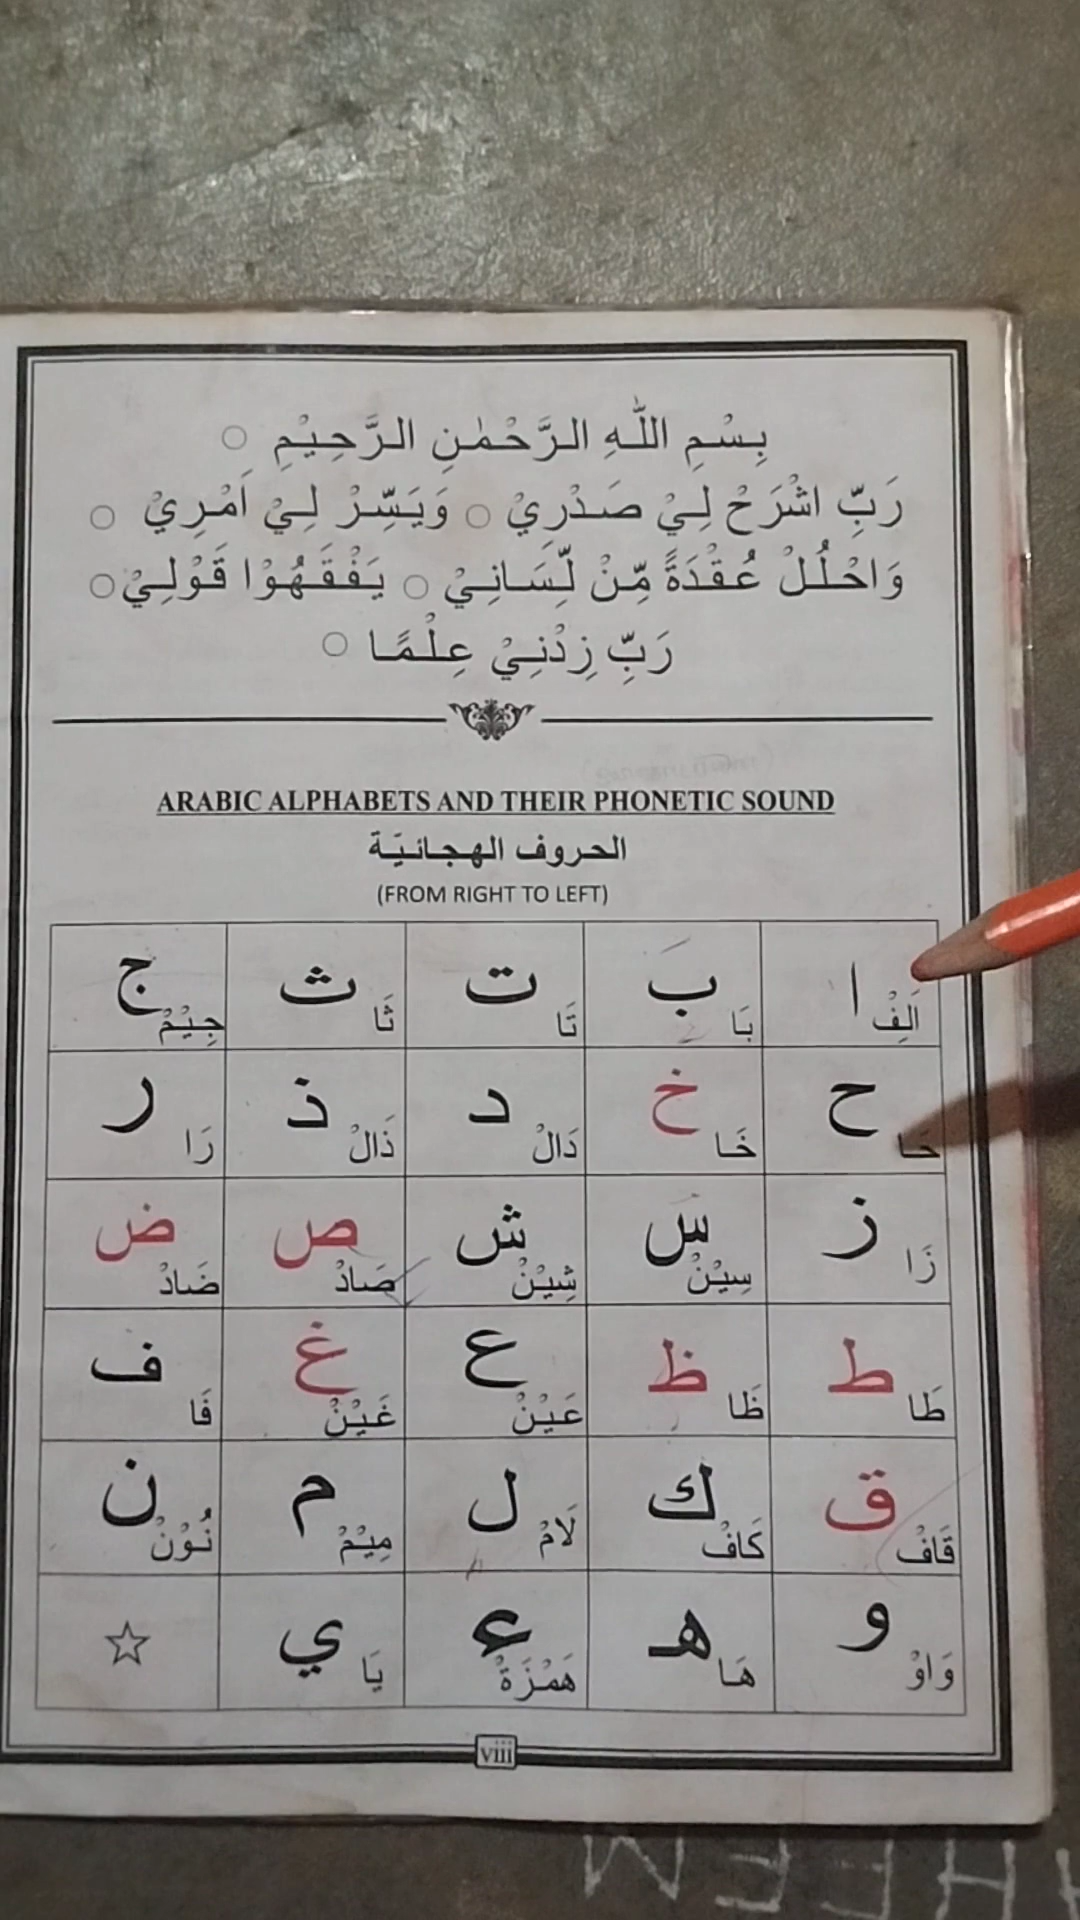 بِسْمِ اللّٰهِ الرَّحْمٰنِ الرَّحِيْمِ ○
رَبِّ اشْرَحْ لِيْ صَدْرِيْ ○ وَيَسِّرْ لِيْ اَمْرِيْ ○
وَاحْلُلْ عُقْدَةً مِّنْ لِّسَانِيْ ○ يَفْقَهُوْا قَوْلِيْ ○
رَبِّ زِدْنِيْ عِلْمًا ○
ARABIC ALPHABETS AND THEIR PHONETIC SOUND
الحروف الهجائيّة
(FROM RIGHT TO LEFT)
ا اَلِفْ ب بَا ت تَا ث ثَا ج جِيْمْ
ح حَا خ خَا د دَالْ ذ ذَالْ ر رَا
ز زَا س سِيْنْ ش شِيْنْ ص صَادْ ض ضَادْ
ط طَا ظ ظَا ع عَيْنْ غ غَيْنْ ف فَا
ق قَافْ ك كَافْ ل لَامْ م مِيْمْ ن نُوْنْ
و وَاوْ هـ هَا ء هَمْزَةْ ي يَا ☆
viii